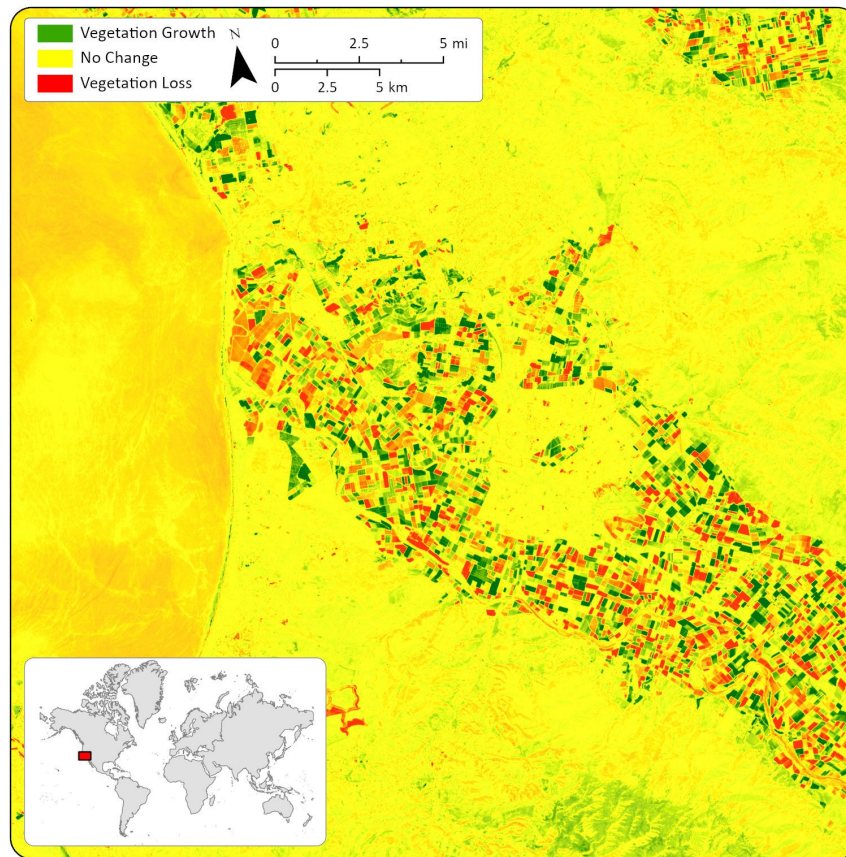 Vegetation Growth
No Change
Vegetation Loss
N
0 2.5 5 mi
0 2.5 5 km